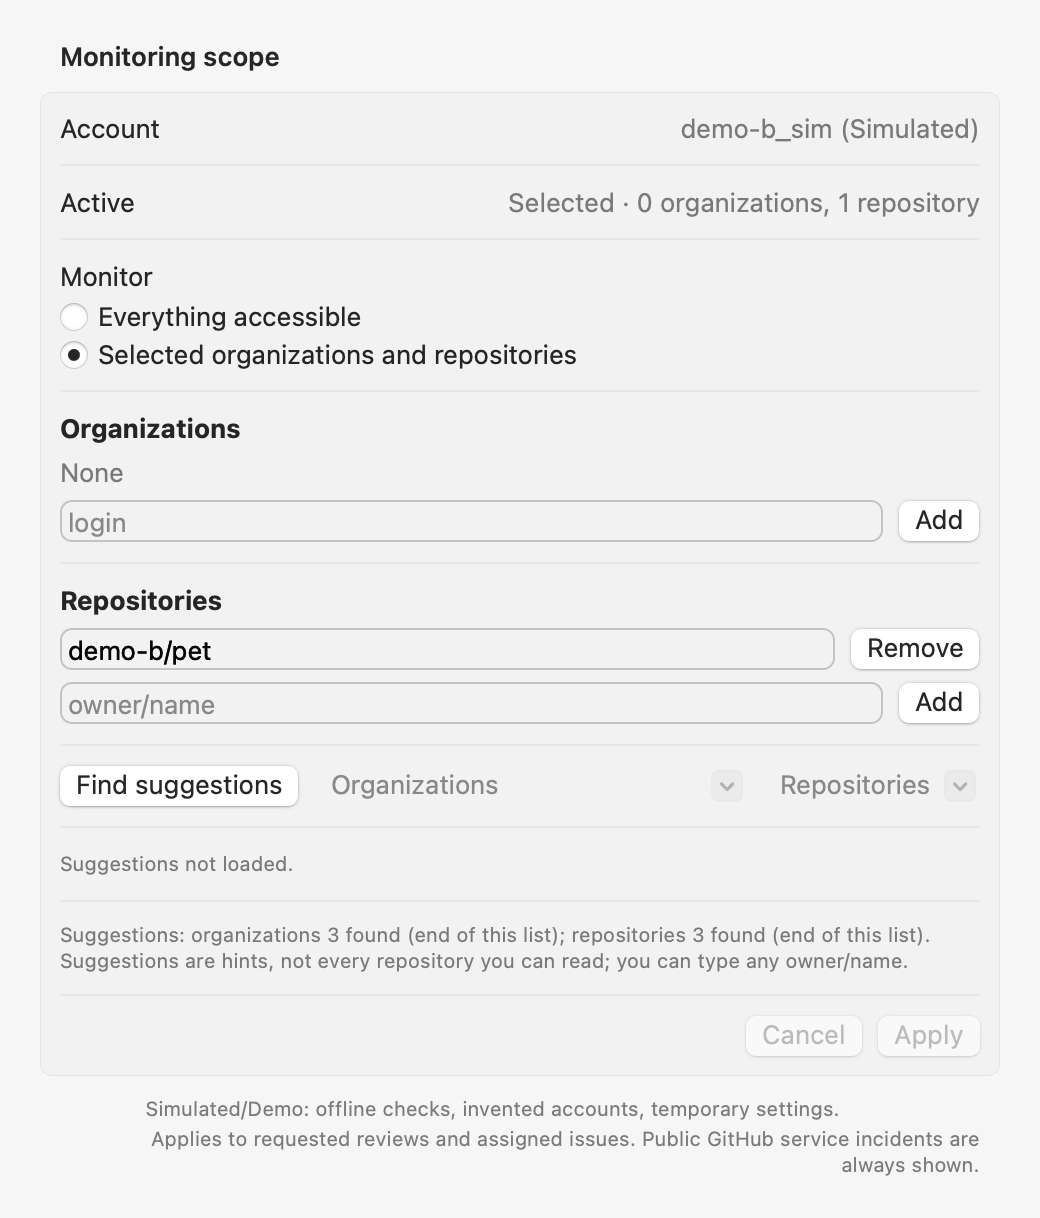 Monitoring scope
Account demo-b_sim (Simulated)
Active Selected · 0 organizations, 1 repository
Monitor
Everything accessible
Selected organizations and repositories
Organizations
None
login Add
Repositories
demo-b/pet Remove
owner/name Add
Find suggestions Organizations Repositories
Suggestions not loaded.
Suggestions: organizations 3 found (end of this list); repositories 3 found (end of this list).
Suggestions are hints, not every repository you can read; you can type any owner/name.
Cancel Apply
Simulated/Demo: offline checks, invented accounts, temporary settings.
Applies to requested reviews and assigned issues. Public GitHub service incidents are
always shown.